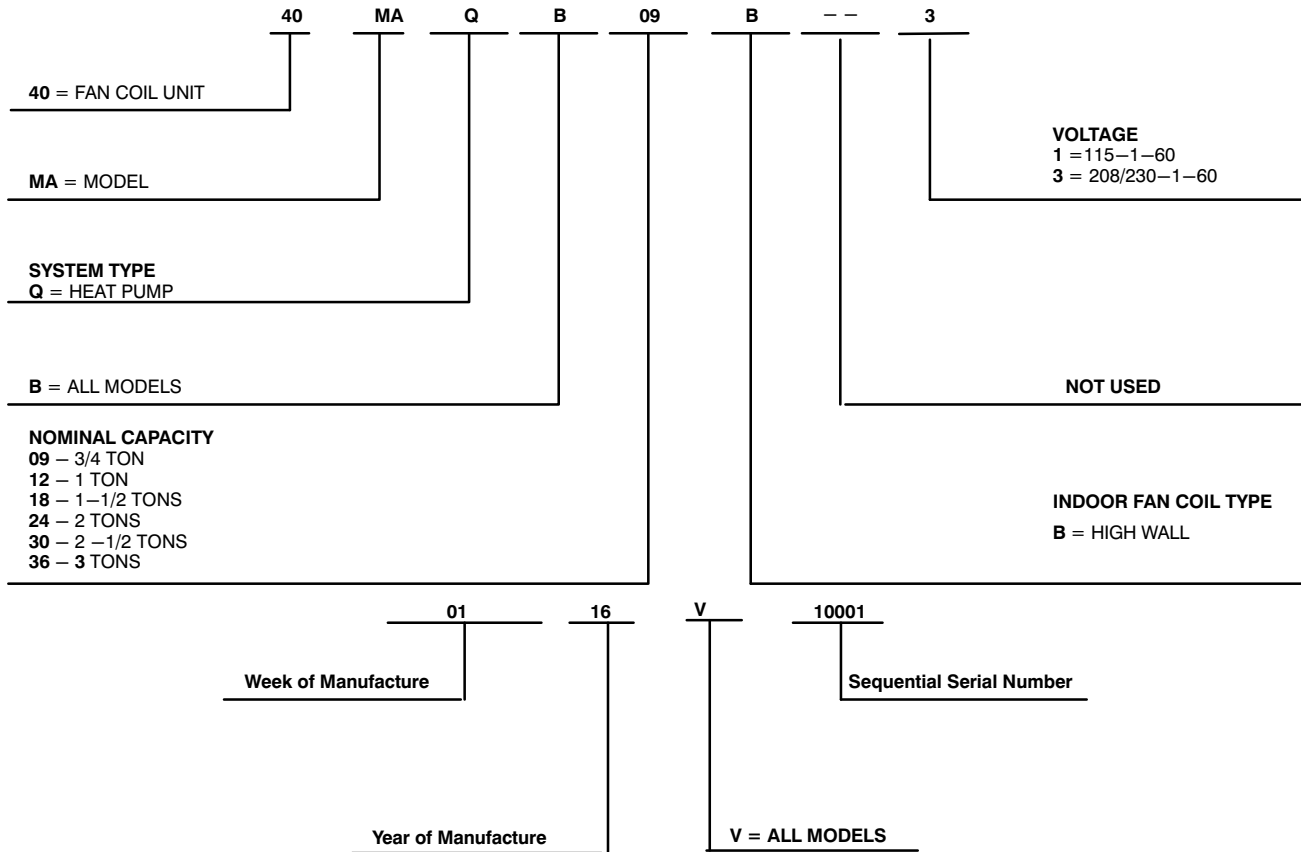 40 MA Q B 09 B – – 3
40 = FAN COIL UNIT
VOLTAGE
1 =115–1–60
3 = 208/230–1–60
MA = MODEL
SYSTEM TYPE
Q = HEAT PUMP
B = ALL MODELS
NOT USED
NOMINAL CAPACITY
09 – 3/4 TON
12 – 1 TON
18 – 1–1/2 TONS
24 – 2 TONS
30 – 2 –1/2 TONS
36 – 3 TONS
INDOOR FAN COIL TYPE
B = HIGH WALL
01 16 V 10001
Week of Manufacture
Sequential Serial Number
Year of Manufacture
V = ALL MODELS